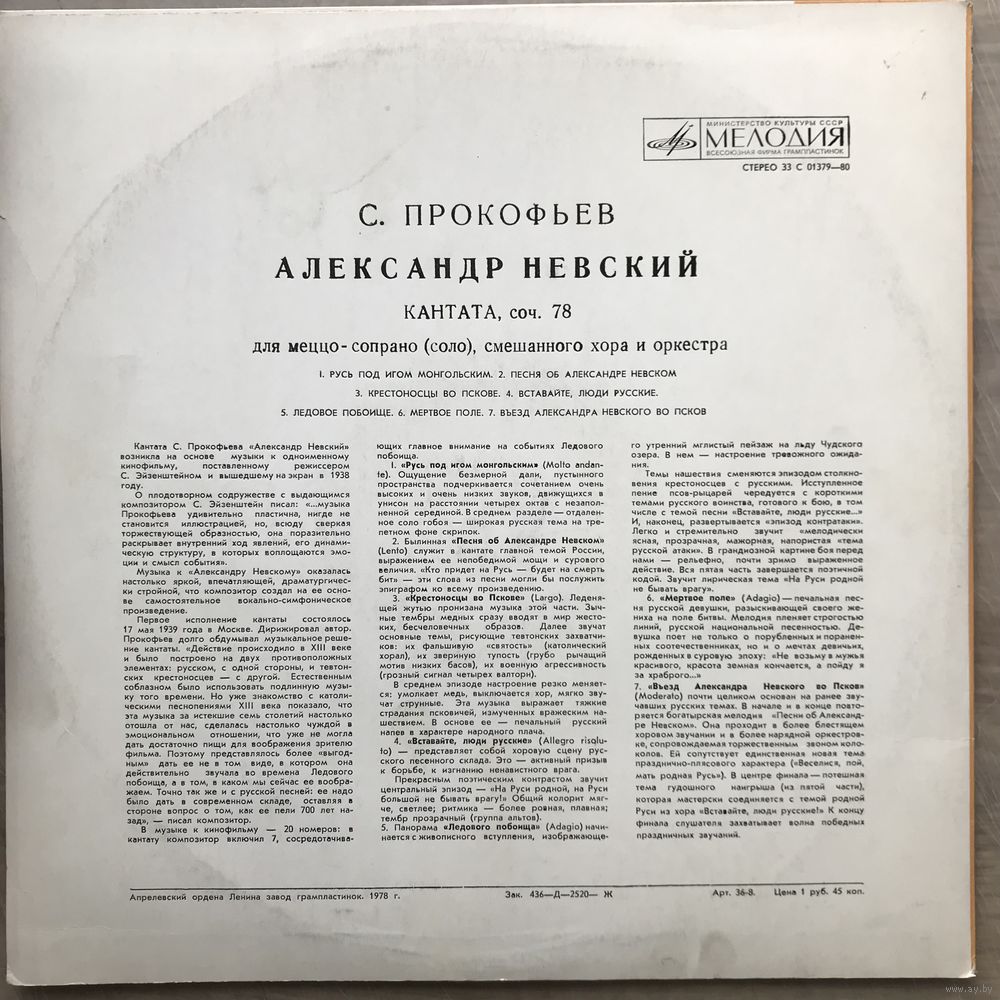 МИНИСТЕРСТВО КУЛЬТУРЫ СССР
МЕЛОДИЯ
ВСЕСОЮЗНАЯ ФИРМА ГРАМПЛАСТИНОК
СТЕРЕО 33 С 01379—80
С. ПРОКОФЬЕВ
АЛЕКСАНДР НЕВСКИЙ
КАНТАТА, соч. 78
для меццо-сопрано (соло), смешанного хора и оркестра
1. РУСЬ ПОД ИГОМ МОНГОЛЬСКИМ. 2. ПЕСНЯ ОБ АЛЕКСАНДРЕ НЕВСКОМ
3. КРЕСТОНОСЦЫ ВО ПСКОВЕ. 4. ВСТАВАЙТЕ, ЛЮДИ РУССКИЕ.
5. ЛЕДОВОЕ ПОБОИЩЕ. 6. МЕРТВОЕ ПОЛЕ. 7. ВЪЕЗД АЛЕКСАНДРА НЕВСКОГО ВО ПСКОВ
Кантата С. Прокофьева «Александр Невский»
возникла на основе музыки к одноименному
кинофильму, поставленному режиссером
С. Эйзенштейном и вышедшему на экран в 1938
году.
О плодотворном содружестве с выдающимся
композитором С. Эйзенштейн писал: «...музыка
Прокофьева удивительно пластична, нигде не
становится иллюстрацией, но, всюду сверкая
торжествующей образностью, она поразительно
раскрывает внутренний ход явлений, его динами-
ческую структуру, в которых воплощаются эмо-
ции и смысл события».
Музыка к «Александру Невскому» оказалась
настолько яркой, впечатляющей, драматургичес-
ки стройной, что композитор создал на ее осно-
ве самостоятельное вокально-симфоническое
произведение.
Первое исполнение кантаты состоялось
17 мая 1939 года в Москве. Дирижировал автор.
Прокофьев долго обдумывал музыкальное реше-
ние кантаты. «Действие происходило в XIII веке
и было построено на двух противоположных
элементах: русском, с одной стороны, и тевтон-
ских крестоносцев — с другой. Естественным
соблазном было использовать подлинную музы-
ку того времени. Но уже знакомство с католи-
ческими песнопениями XIII века показало, что
эта музыка за истекшие семь столетий настолько
отошла от нас, сделалась настолько чуждой в
эмоциональном отношении, что уже не могла
дать достаточно пищи для воображения зрителю
фильма. Поэтому представлялось более «выгод-
ным» дать ее не в том виде, в котором она
действительно звучала во времена Ледового
побоища, а в том, в каком мы сейчас ее вообра-
жаем. Точно так же и с русской песней: ее надо
было дать в современном складе, оставляя в
стороне вопрос о том, как ее пели 700 лет на-
зад», — писал композитор.
В музыке к кинофильму — 20 номеров: в
кантату композитор включил 7, сосредотачива-
ющих главное внимание на событиях Ледового
побоища.
1. «Русь под игом монгольским» (Molto andan-
te). Ощущение безмерной дали, пустынного
пространства подчеркивается сочетанием очень
высоких и очень низких звуков, движущихся в
унисон на расстоянии четырех октав с незапол-
ненной серединой. В среднем разделе — отдален-
ное соло гобоя — широкая русская тема на тре-
петном фоне скрипок.
2. Былинная «Песня об Александре Невском»
(Lento) служит в кантате главной темой России,
выражением ее непобедимой мощи и сурового
величия. «Кто придет на Русь — будет на смерть
бит» — эти слова из песни могли бы послужить
эпиграфом ко всему произведению.
3. «Крестоносцы во Пскове» (Largo). Леденя-
щей жутью пронизана музыка этой части. Зыч-
ные тембры медных сразу вводят в мир жесто-
ких, бесчеловечных образов. Далее звучат
основные темы, рисующие тевтонских захватчи-
ков: их фальшивую «святость» (католический
хорал), их звериную тупость (грубо рычащий
мотив низких басов), их военную агрессивность
(грозный сигнал четырех валторн).
В среднем эпизоде настроение резко меняет-
ся: умолкает медь, выключается хор, мягко зву-
чат струнные. Эта музыка выражает тяжкие
страдания псковичей, измученных вражеским на-
шествием. В основе ее — печальный русский
напев в характере народного плача.
4. «Вставайте, люди русские» (Allegro risolu-
to) — представляет собой хоровую сцену рус-
ского песенного склада. Это — активный призыв
к борьбе, к изгнанию ненавистного врага.
Прекрасным поэтическим контрастом звучит
центральный эпизод — «На Руси родной, на Руси
большой не бывать врагу!» Общий колорит мяг-
че, светлее; ритмика — более ровная, плавная;
тембр прозрачный (группа альтов).
5. Панорама «Ледового побоища» (Adagio) начи-
нается с живописного вступления, изображающе-
го утренний мглистый пейзаж на льду Чудского
озера. В нем — настроение тревожного ожида-
ния.
Темы нашествия сменяются эпизодом столкно-
вения крестоносцев с русскими. Исступленное
пение псов-рыцарей чередуется с короткими
темами русского воинства, готового к бою, в том
числе с темой песни «Вставайте, люди русские...»
И, наконец, развертывается «эпизод контратаки».
Легко и стремительно звучит «мелодически
ясная, прозрачная, мажорная, напористая «тема
русской атаки». В грандиозной картине боя перед
нами — рельефно, почти зримо выраженное
действие. Вся пятая часть завершается поэтичной
кодой. Звучит лирическая тема «На Руси родной
не бывать врагу».
6. «Мертвое поле» (Adagio) — печальная пес-
ня русской девушки, разыскивающей своего же-
ниха на поле битвы. Мелодия пленяет строгостью
линий, русской национальной песенностью. Де-
вушка поет не только о порубленных и поранен-
ных соотечественниках, но и о мечтах девичьих,
рожденных в суровую эпоху: «Не возьму в мужья
красивого, красота земная кончается, а пойду я
за храброго...»
7. «Въезд Александра Невского во Псков»
(Moderato) почти целиком основан на ранее зву-
чавших русских темах. В начале и в конце повто-
ряется богатырская мелодия «Песни об Александ-
ре Невском». Она проходит в более блестящем
хоровом звучании и в более нарядной оркестров-
ке, сопровождаемая торжественным звоном коло-
колов. Ей сопутствует единственная новая тема
празднично-плясового характера («Веселися, пой,
мать родная Русь»). В центре финала — потешная
тема гудошного наигрыша (из пятой части),
которая мастерски соединяется с темой родной
Руси из хора «Вставайте, люди русские!» К концу
финала слушателя захватывает волна победных
праздничных звучаний.
Апрелевский ордена Ленина завод грампластинок. 1978 г. Зак. 436—Д—2520— Ж Арт. 36-8. Цена 1 руб. 45 коп.
www.ay.by